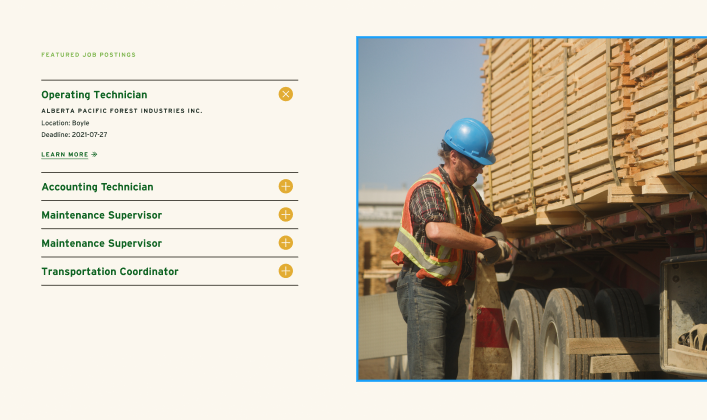 FEATURED JOB POSTINGS
Operating Technician
ALBERTA PACIFIC FOREST INDUSTRIES INC.
Location: Boyle
Deadline: 2021-07-27
LEARN MORE →
Accounting Technician
Maintenance Supervisor
Maintenance Supervisor
Transportation Coordinator